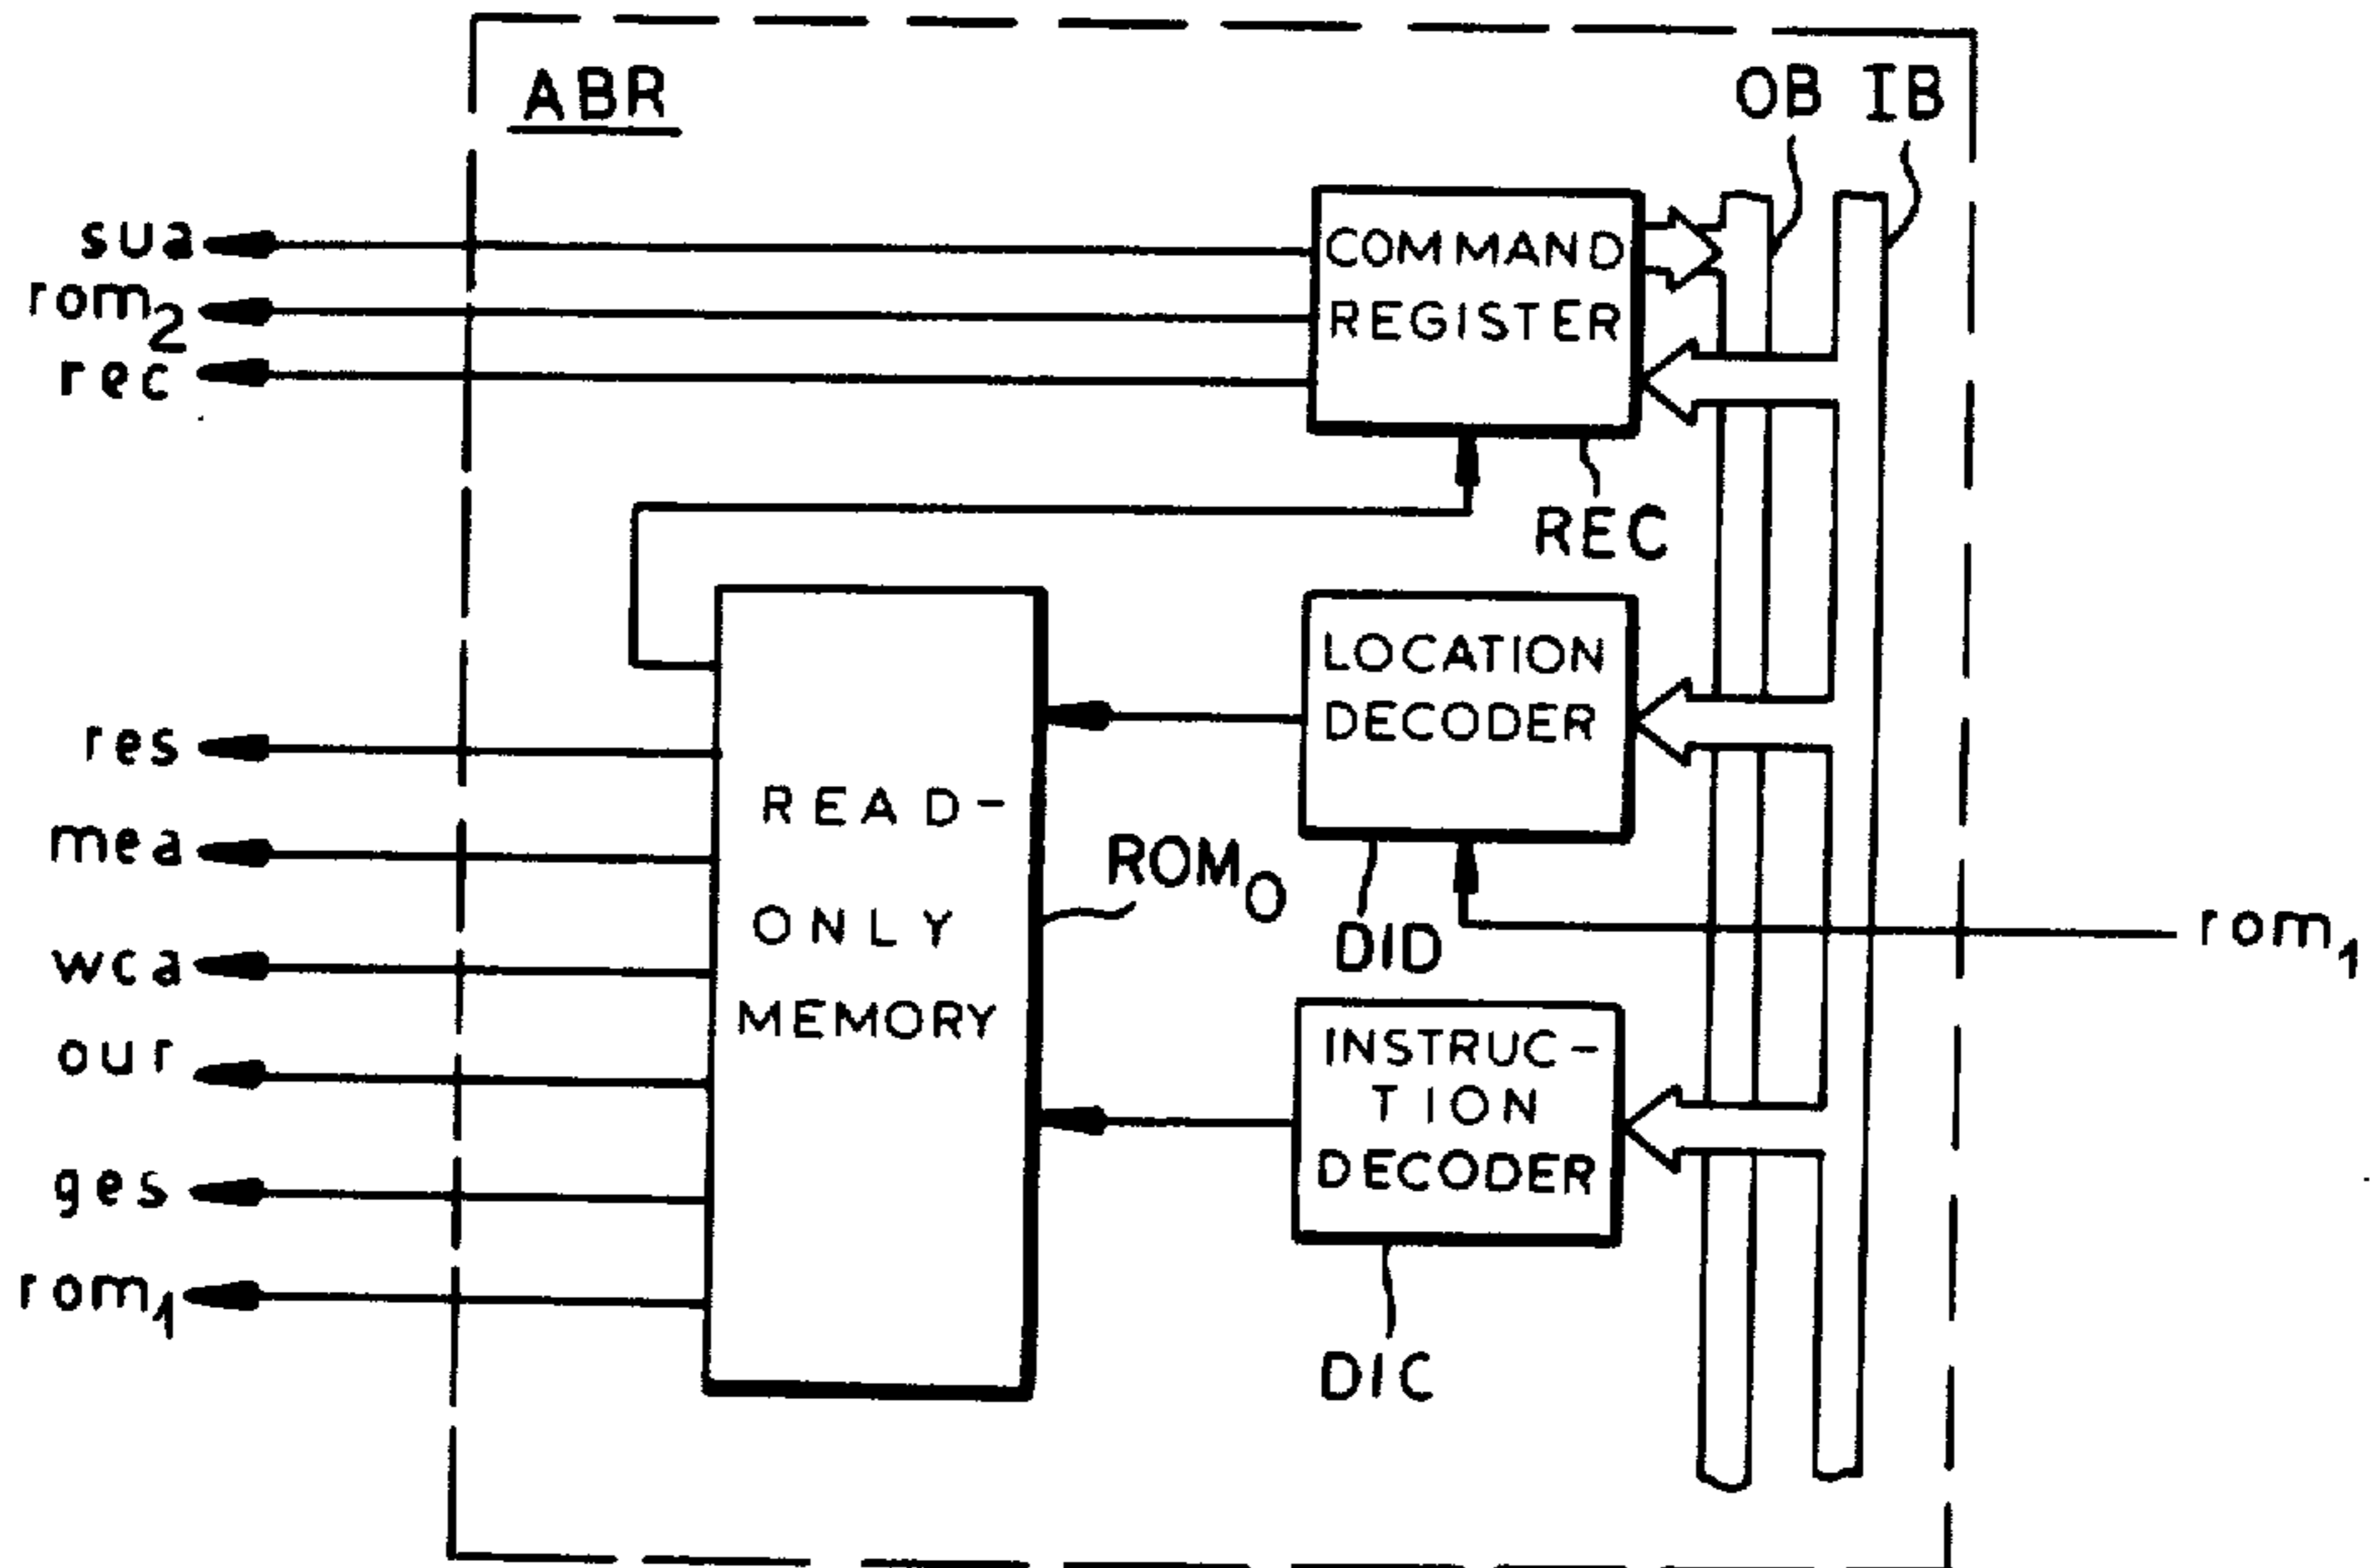 ABR
OB IB
sua
rom₂
rec
COMMAND
REGISTER
REC
LOCATION
DECODER
DID
READ-
ONLY
MEMORY
ROM₀
res
mea
wca
our
ges
rom₁
rom₁
INSTRUC-
TION
DECODER
DIC